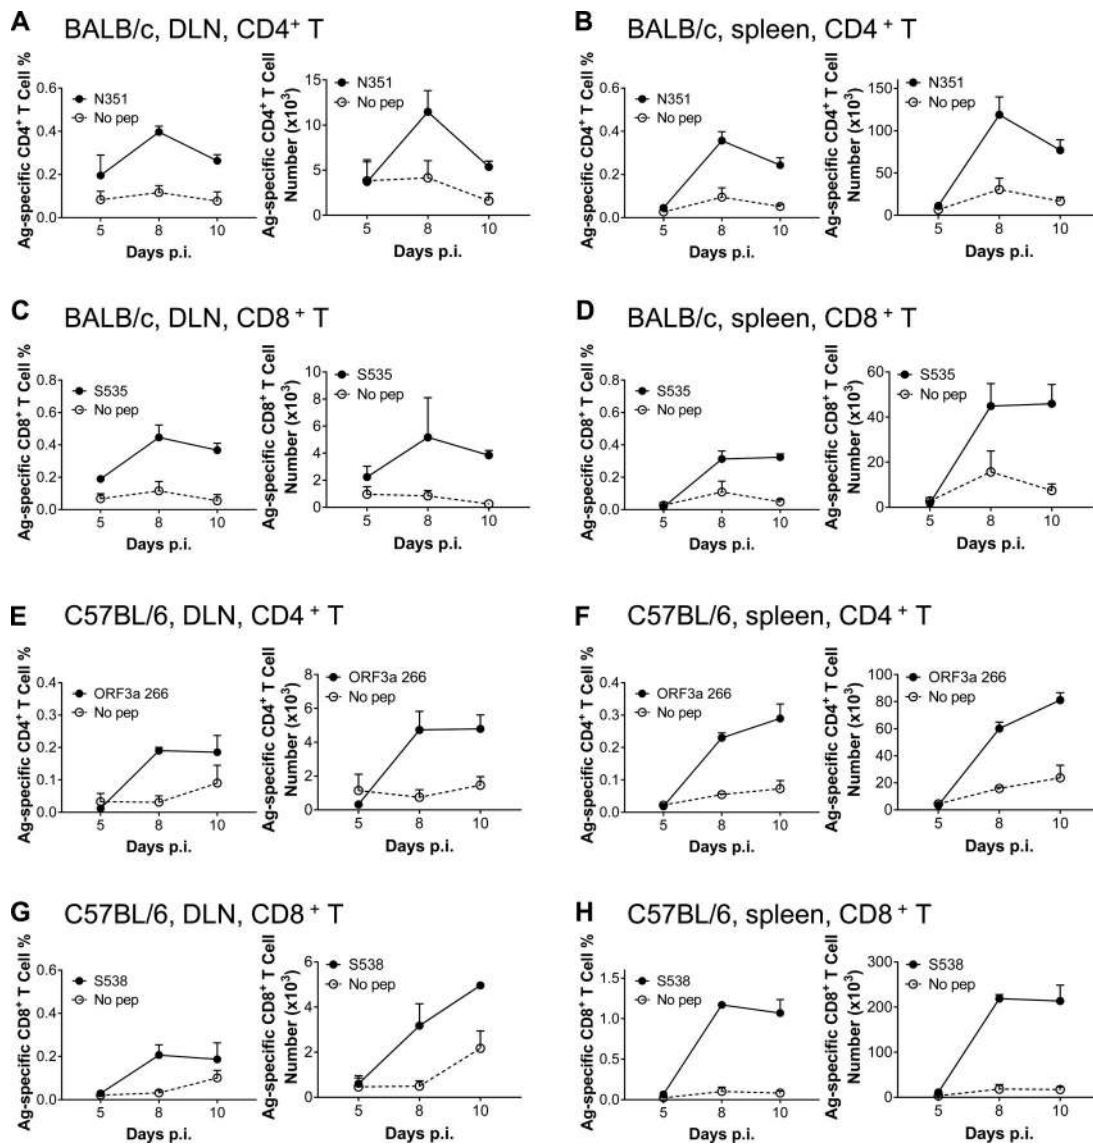 A BALB/c, DLN, CD4⁺ T
Ag-specific CD4⁺ T Cell %
0.6
0.4
0.2
0.0
N351
No pep
5 8 10
Days p.i.
Ag-specific CD4⁺ T Cell
Number (x10³)
15
10
5
0
N351
No pep
5 8 10
Days p.i.
B BALB/c, spleen, CD4⁺ T
Ag-specific CD4⁺ T Cell %
0.6
0.4
0.2
0.0
N351
No pep
5 8 10
Days p.i.
Ag-specific CD4⁺ T Cell
Number (x10³)
150
100
50
0
N351
No pep
5 8 10
Days p.i.
C BALB/c, DLN, CD8⁺ T
Ag-specific CD8⁺ T Cell %
0.8
0.6
0.4
0.2
0.0
S535
No pep
5 8 10
Days p.i.
Ag-specific CD8⁺ T Cell
Number (x10³)
10
8
6
4
2
0
S535
No pep
5 8 10
Days p.i.
D BALB/c, spleen, CD8⁺ T
Ag-specific CD8⁺ T Cell %
0.8
0.6
0.4
0.2
0.0
S535
No pep
5 8 10
Days p.i.
Ag-specific CD8⁺ T Cell
Number (x10³)
60
40
20
0
S535
No pep
5 8 10
Days p.i.
E C57BL/6, DLN, CD4⁺ T
Ag-specific CD4⁺ T Cell %
0.4
0.3
0.2
0.1
0.0
ORF3a 266
No pep
5 8 10
Days p.i.
Ag-specific CD4⁺ T Cell
Number (x10³)
8
6
4
2
0
ORF3a 266
No pep
5 8 10
Days p.i.
F C57BL/6, spleen, CD4⁺ T
Ag-specific CD4⁺ T Cell %
0.4
0.3
0.2
0.1
0.0
ORF3a 266
No pep
5 8 10
Days p.i.
Ag-specific CD4⁺ T Cell
Number (x10³)
100
80
60
40
20
0
ORF3a 266
No pep
5 8 10
Days p.i.
G C57BL/6, DLN, CD8⁺ T
Ag-specific CD8⁺ T Cell %
0.6
0.4
0.2
0.0
S538
No pep
5 8 10
Days p.i.
Ag-specific CD8⁺ T Cell
Number (x10³)
6
4
2
0
S538
No pep
5 8 10
Days p.i.
H C57BL/6, spleen, CD8⁺ T
Ag-specific CD8⁺ T Cell %
1.5
1.0
0.5
0.0
S538
No pep
5 8 10
Days p.i.
Ag-specific CD8⁺ T Cell
Number (x10³)
300
200
100
0
S538
No pep
5 8 10
Days p.i.